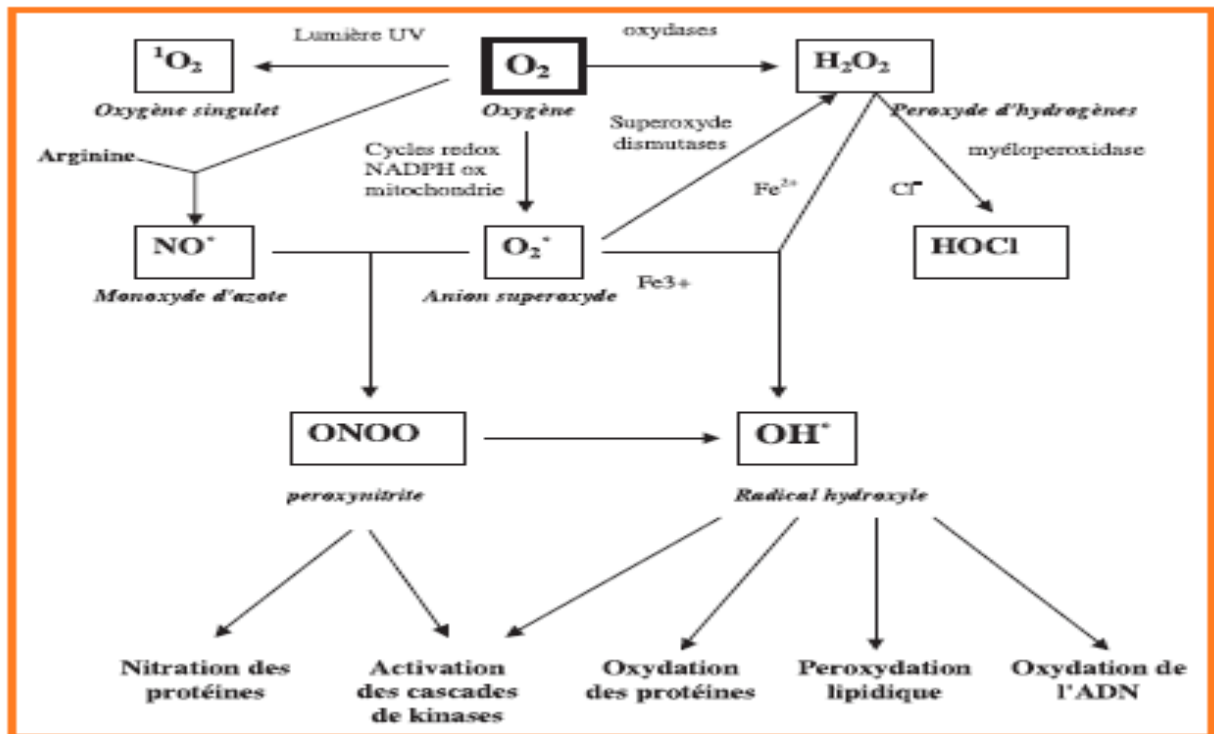 Lumière UV
oxydases
¹O₂
O₂
H₂O₂
Oxygène singulet
Oxygène
Peroxyde d'hydrogènes
Arginine
Cycles redox
NADPH ox
mitochondrie
Superoxyde
dismutases
myéloperoxidase
Fe²⁺
Cl⁻
NO•
O₂•
HOCl
Monoxyde d'azote
Anion superoxyde
Fe3+
ONOO
OH•
peroxynitrite
Radical hydroxyle
Nitration des
protéines
Activation
des cascades
de kinases
Oxydation
des protéines
Peroxydation
lipidique
Oxydation de
l'ADN